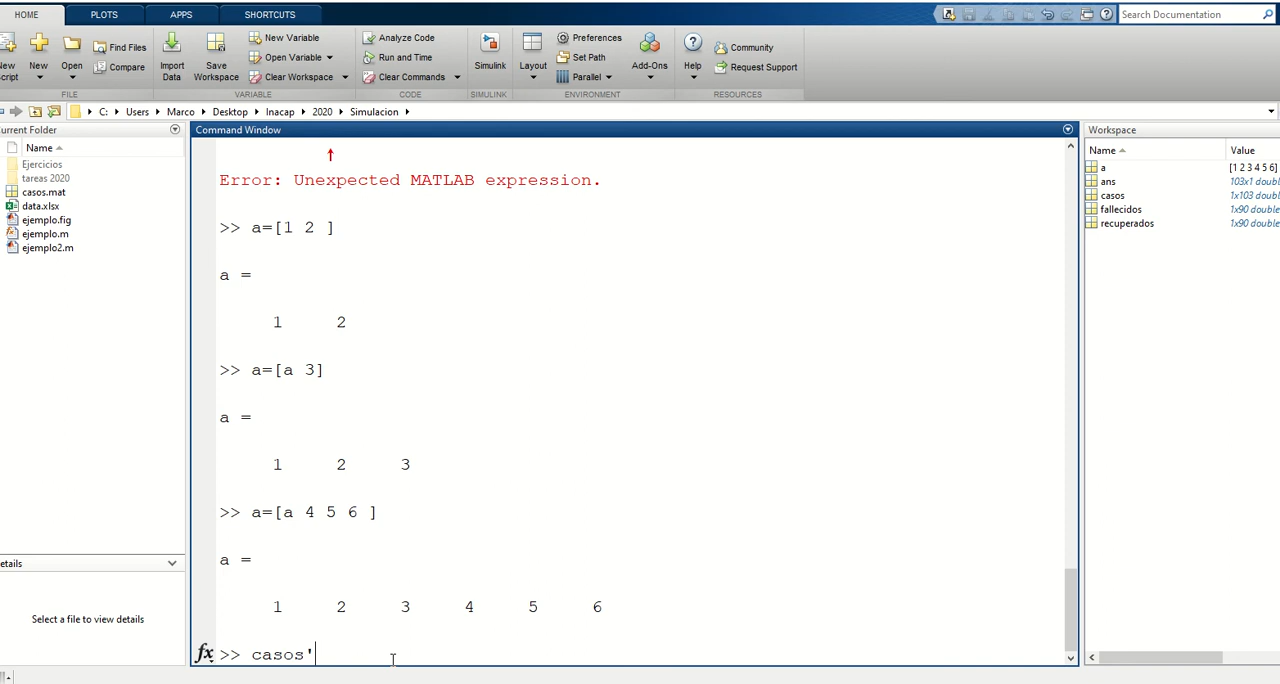 HOME PLOTS APPS SHORTCUTS Search Documentation
New Script New Open Find Files Compare Import Data Save Workspace New Variable Open Variable Clear Workspace Analyze Code Run and Time Clear Commands Simulink Layout Preferences Set Path Parallel Add-Ons Help Community Request Support
FILE VARIABLE CODE SIMULINK ENVIRONMENT RESOURCES
C: Users Marco Desktop Inacap 2020 Simulacion
urrent Folder
Name
Ejercicios
tareas 2020
casos.mat
data.xlsx
ejemplo.fig
ejemplo.m
ejemplo2.m
etails
Select a file to view details
Command Window
Error: Unexpected MATLAB expression.
>> a=[1 2 ]
a =
1 2
>> a=[a 3]
a =
1 2 3
>> a=[a 4 5 6 ]
a =
1 2 3 4 5 6
fx >> casos'
Workspace
Name Value
a [1 2 3 4 5 6]
ans 103x1 doubl
casos 1x103 doubl
fallecidos 1x90 double
recuperados 1x90 double